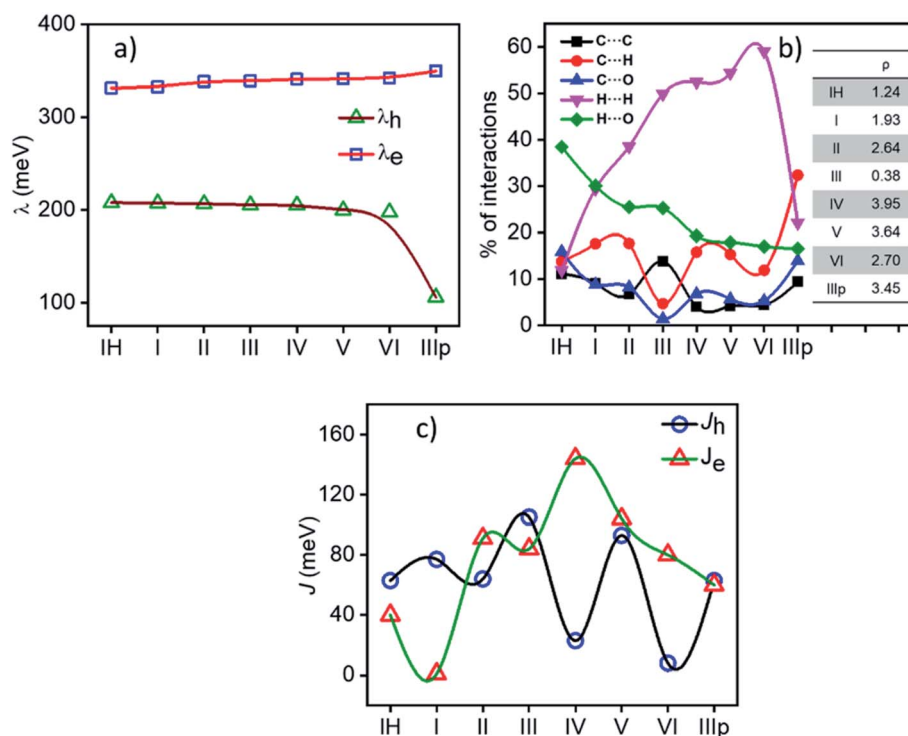 a)
400
300
200
100
λ (meV)
λh
λe
IH I II III IV V VI IIIp
b)
60
50
40
30
20
10
0
% of interactions
C···C
C···H
C···O
H···H
H···O
IH I II III IV V VI IIIp
ρ
IH 1.24
I 1.93
II 2.64
III 0.38
IV 3.95
V 3.64
VI 2.70
IIIp 3.45
c)
160
120
80
40
0
J (meV)
Jh
Je
IH I II III IV V VI IIIp